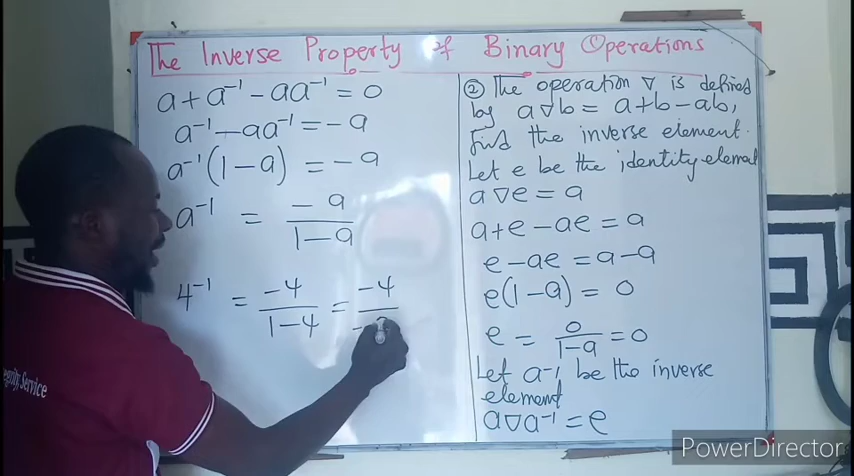 The Inverse Property of Binary Operations
a + a⁻¹ - aa⁻¹ = 0
a⁻¹ - aa⁻¹ = -a
a⁻¹(1-a) = -a
a⁻¹ = -a/(1-a)
4⁻¹ = -4/(1-4) = -4/-
② The operation ∇ is defined
by a∇b = a+b-ab,
find the inverse element.
Let e be the identity element
a∇e = a
a+e-ae = a
e-ae = a-a
e(1-a) = 0
e = 0/(1-a) = 0
Let a-1 be the inverse
element
a∇a-1 = e
Service
PowerDirector